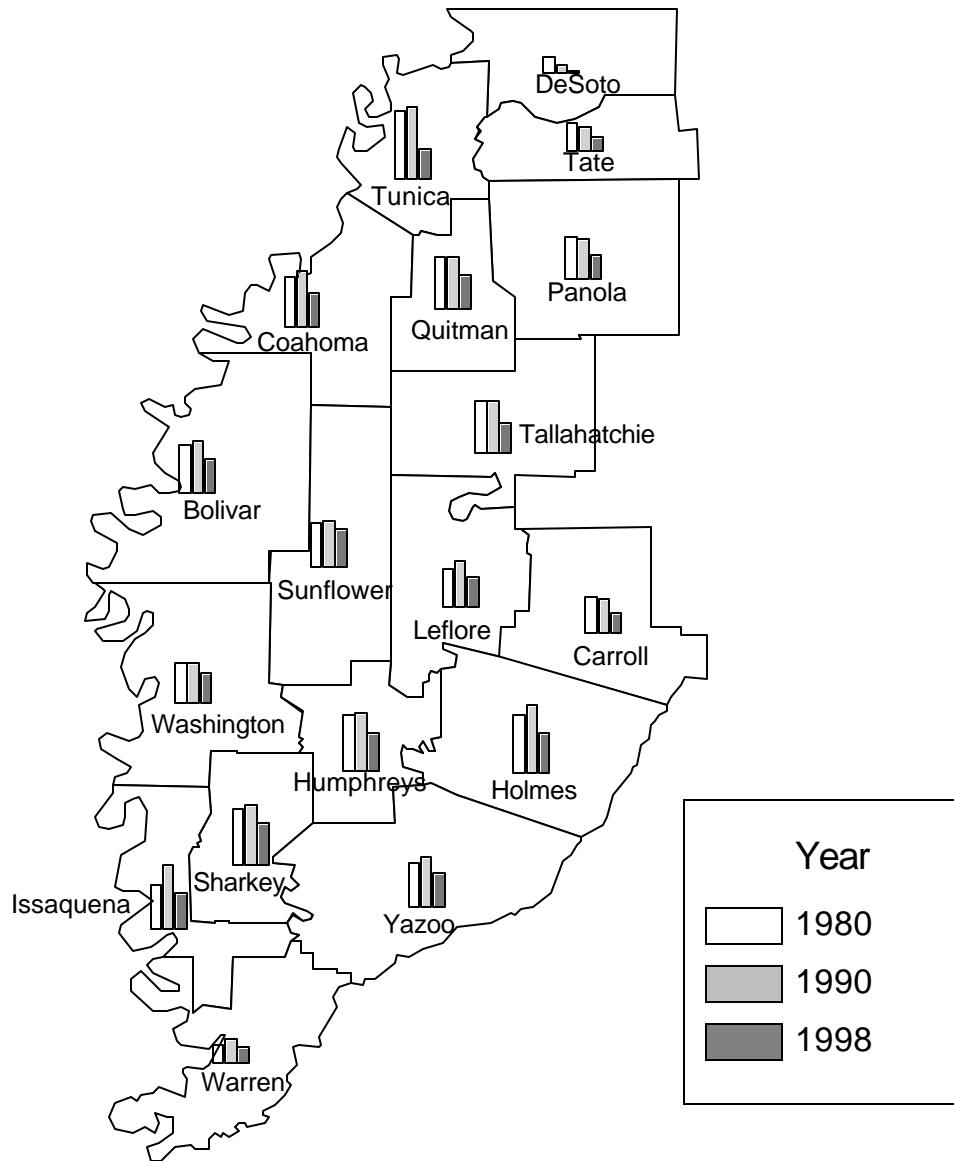 DeSoto
Tate
Tunica
Panola
Quitman
Coahoma
Tallahatchie
Bolivar
Sunflower
Leflore
Carroll
Washington
Humphreys
Holmes
Sharkey
Issaquena
Yazoo
Warren
Year
1980
1990
1998